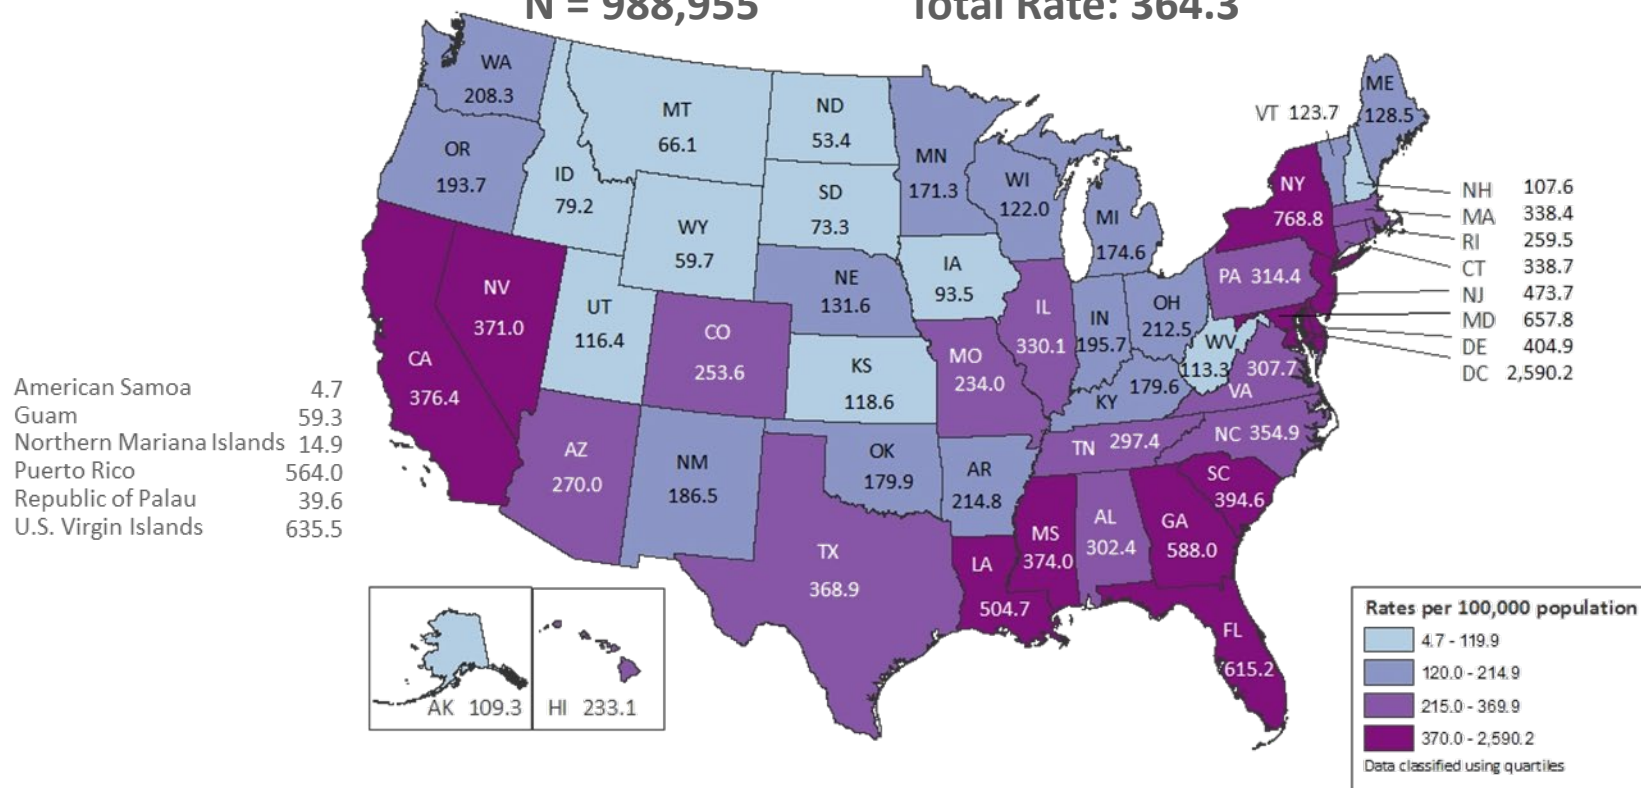 N = 988,955 Total Rate: 364.3
WA
208.3
OR
193.7
CA
376.4
NV
371.0
ID
79.2
MT
66.1
WY
59.7
UT
116.4
CO
253.6
AZ
270.0
NM
186.5
ND
53.4
SD
73.3
NE
131.6
KS
118.6
OK
179.9
TX
368.9
MN
171.3
IA
93.5
MO
234.0
AR
214.8
LA
504.7
WI
122.0
IL
330.1
MI
174.6
IN
195.7
OH
212.5
KY
179.6
TN 297.4
MS
374.0
AL
302.4
GA
588.0
FL
615.2
SC
394.6
NC 354.9
VA
307.7
WV
113.3
PA 314.4
NY
768.8
VT 123.7
ME
128.5
NH 107.6
MA 338.4
RI 259.5
CT 338.7
NJ 473.7
MD 657.8
DE 404.9
DC 2,590.2
American Samoa 4.7
Guam 59.3
Northern Mariana Islands 14.9
Puerto Rico 564.0
Republic of Palau 39.6
U.S. Virgin Islands 635.5
AK 109.3
HI 233.1
Rates per 100,000 population
4.7 - 119.9
120.0 - 214.9
215.0 - 369.9
370.0 - 2,590.2
Data classified using quartiles